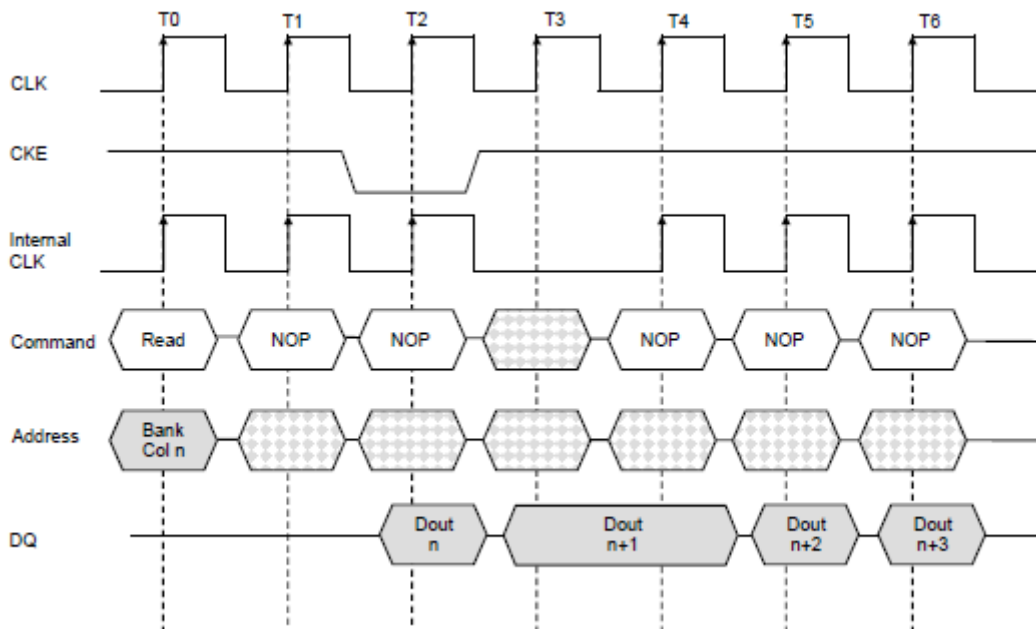 T0 T1 T2 T3 T4 T5 T6
CLK
CKE
Internal
CLK
Command Read NOP NOP NOP NOP NOP
Address Bank
Col n
DQ Dout
n Dout
n+1 Dout
n+2 Dout
n+3